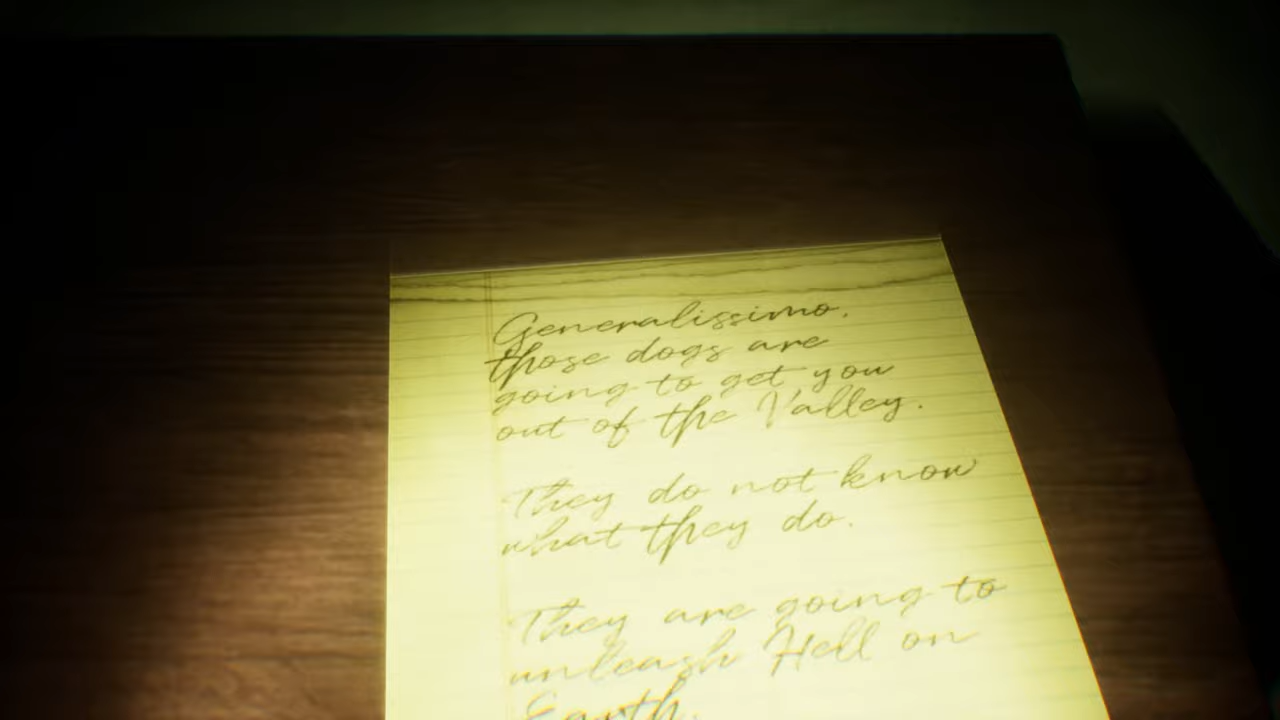 Generalissimo,
those dogs are
going to get you
out of the Valley.
They do not know
what they do.
They are going to
unleash Hell on
Earth.